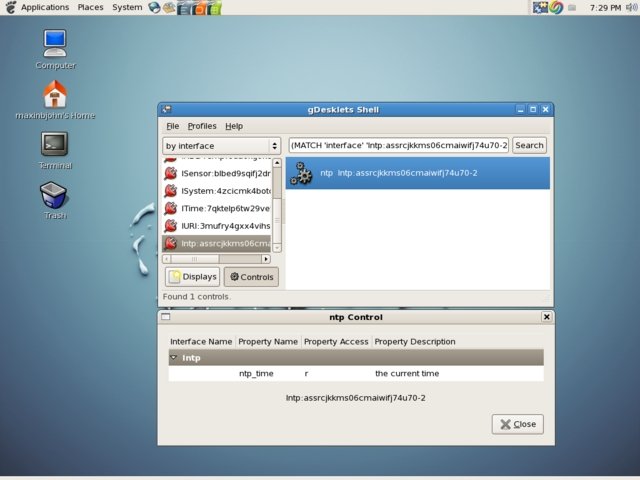 Applications Places System 7:29 PM
Computer
maxinbjohn's Home
Terminal
Trash
gDesklets Shell
File Profiles Help
by interface (MATCH 'interface' 'Intp:assrcjkkms06cmaiwifj74u70-2 Search
ISensor:blbed9sqifj2dr
ISystem:4zcicmk4boto
ITime:7qktelp6tw29ve
IURI:3mufry4gxx4vihs
Intp:assrcjkkms06cma
ntp Intp:assrcjkkms06cmaiwifj74u70-2
Displays Controls
Found 1 controls.
ntp Control
Interface Name Property Name Property Access Property Description
Intp
ntp_time r the current time
Intp:assrcjkkms06cmaiwifj74u70-2
Close